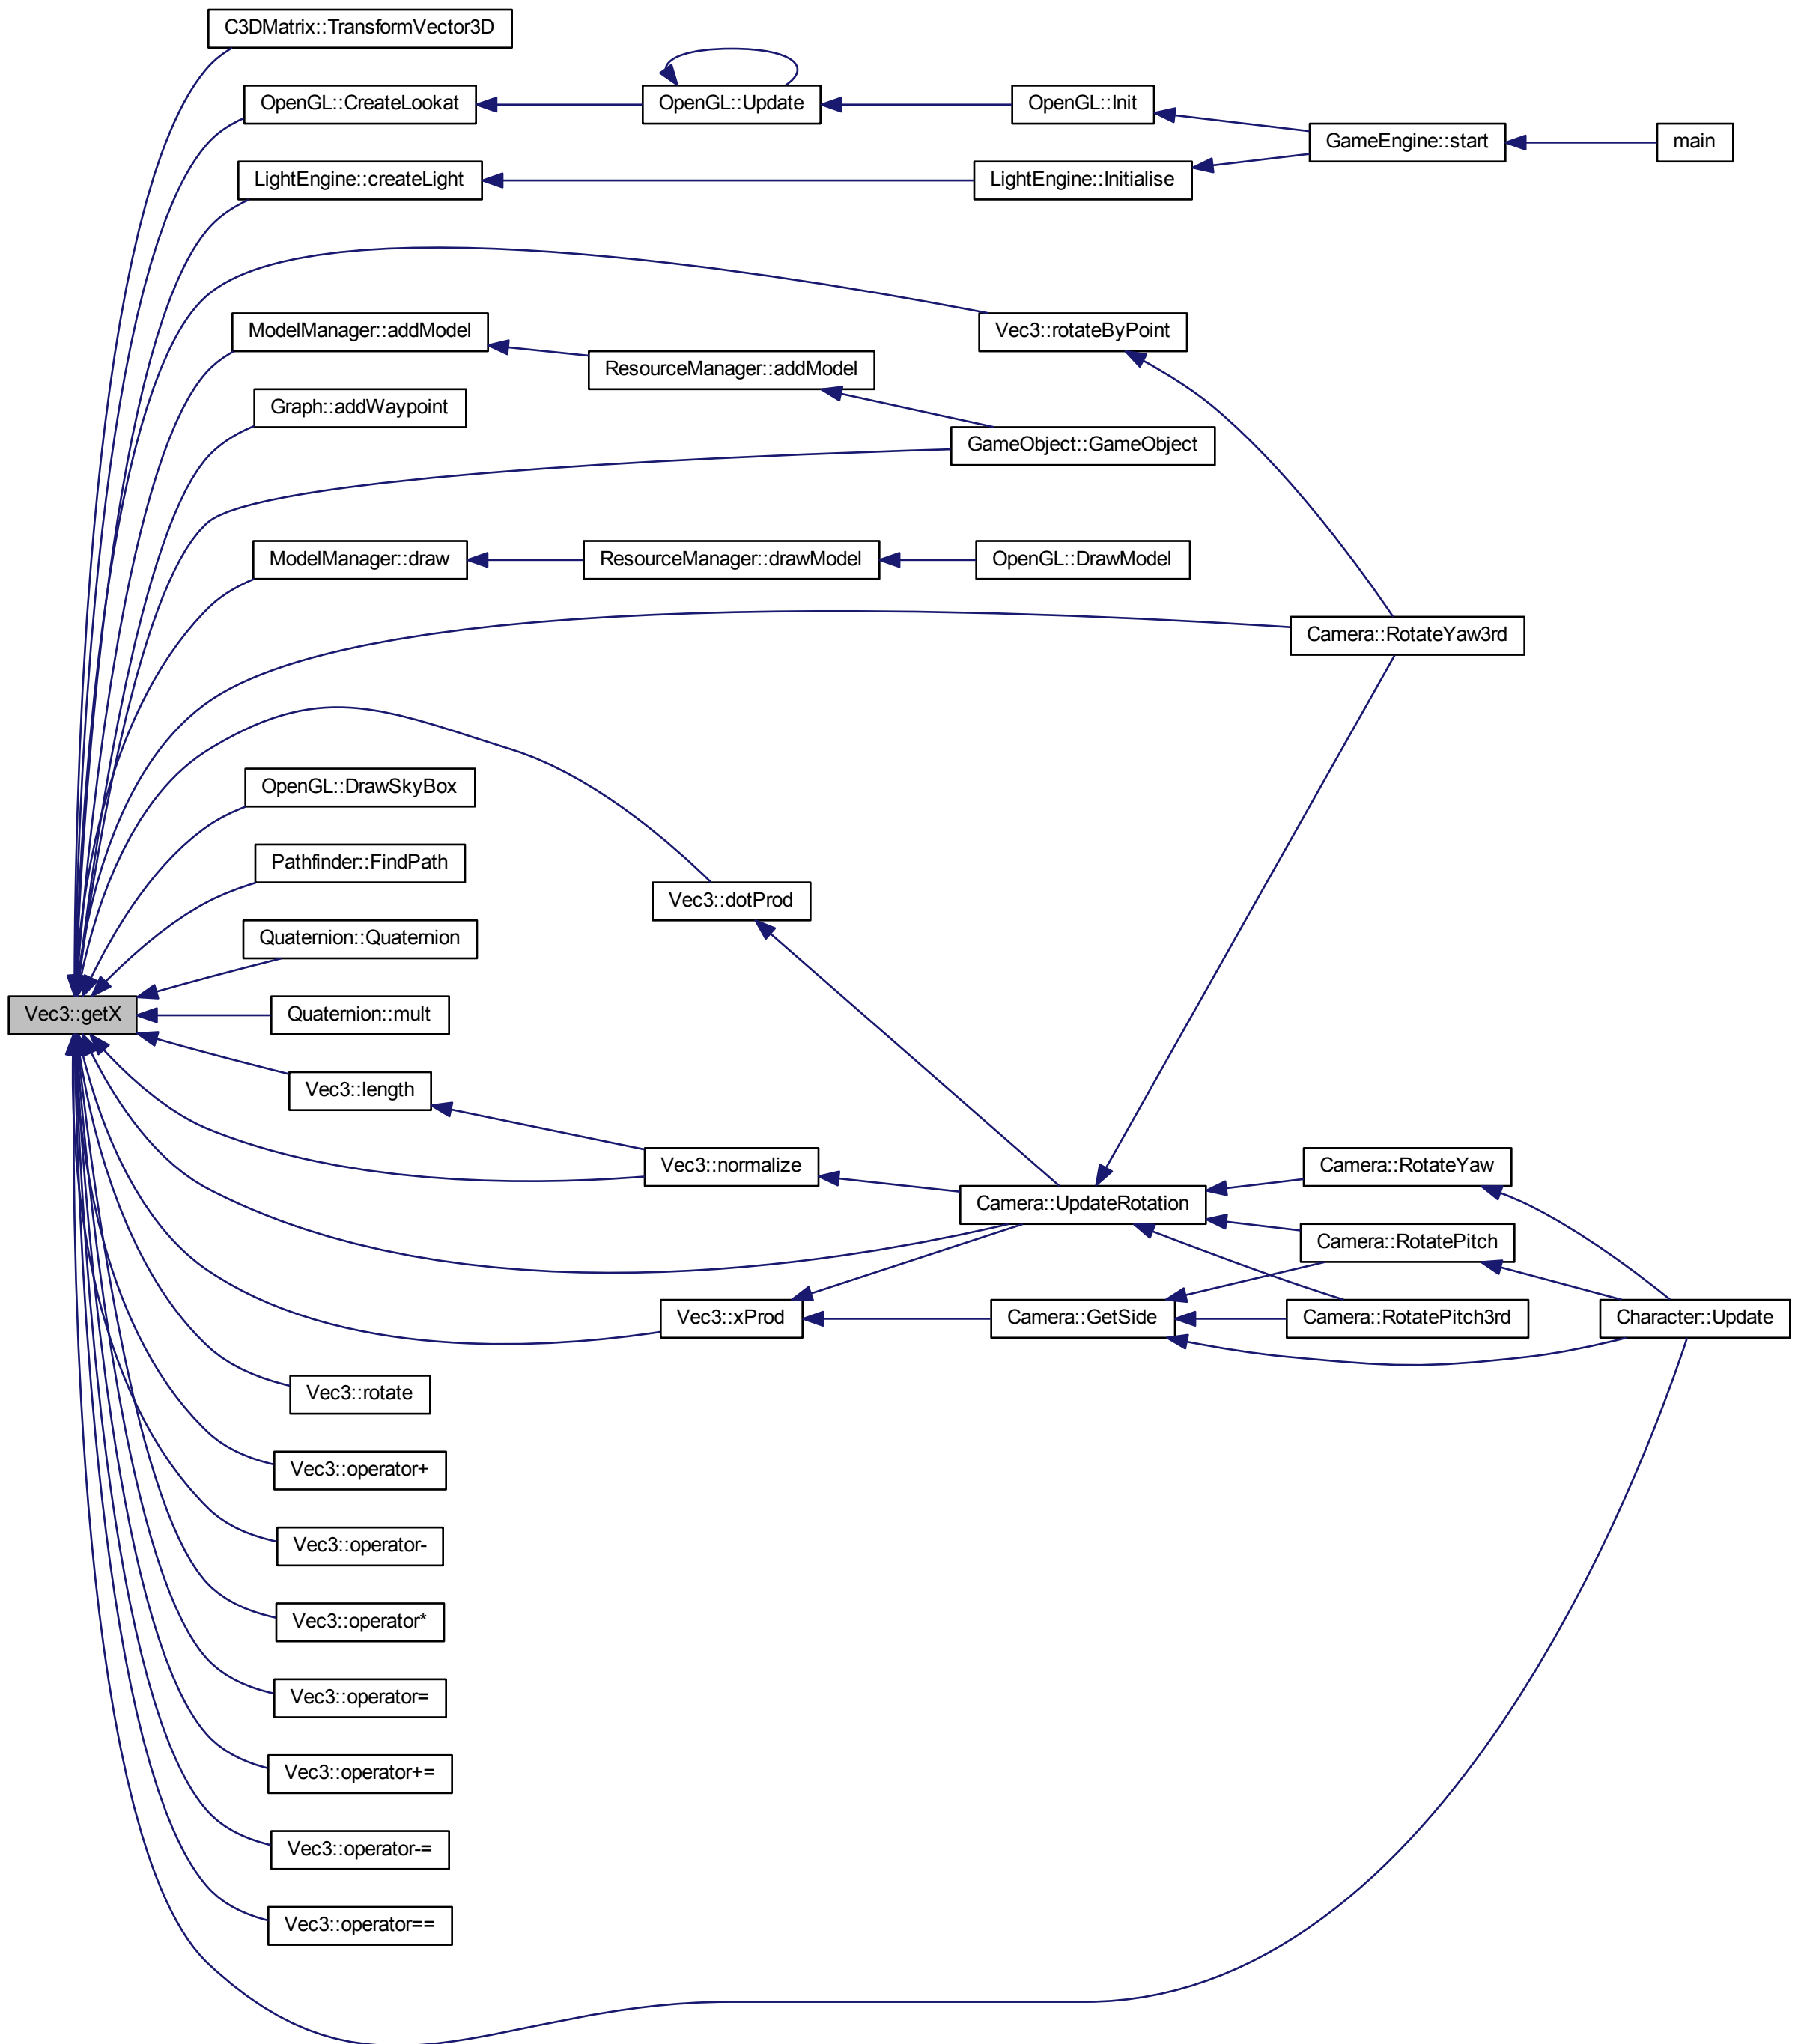 C3DMatrix::TransformVector3D
OpenGL::CreateLookat
OpenGL::Update
OpenGL::Init
GameEngine::start
main
LightEngine::createLight
LightEngine::Initialise
Vec3::rotateByPoint
ModelManager::addModel
ResourceManager::addModel
Graph::addWaypoint
GameObject::GameObject
ModelManager::draw
ResourceManager::drawModel
OpenGL::DrawModel
Camera::RotateYaw3rd
OpenGL::DrawSkyBox
Pathfinder::FindPath
Vec3::dotProd
Quaternion::Quaternion
Vec3::getX
Quaternion::mult
Vec3::length
Vec3::normalize
Camera::RotateYaw
Camera::UpdateRotation
Camera::RotatePitch
Vec3::xProd
Camera::GetSide
Camera::RotatePitch3rd
Character::Update
Vec3::rotate
Vec3::operator+
Vec3::operator-
Vec3::operator*
Vec3::operator=
Vec3::operator+=
Vec3::operator-=
Vec3::operator==